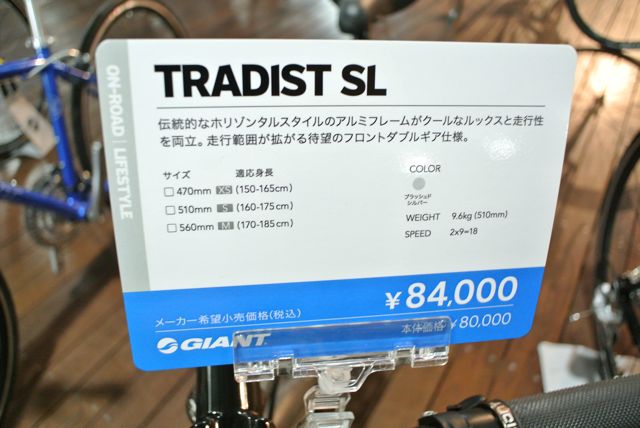 ON-ROAD | LIFESTYLE
TRADIST SL
伝統的なホリゾンタルスタイルのアルミフレームがクールなルックスと走行性
を両立。走行範囲が拡がる待望のフロントダブルギア仕様。
サイズ 適応身長
470mm XS (150-165cm)
510mm S (160-175cm)
560mm M (170-185cm)
COLOR
ブラッシュド
シルバー
WEIGHT 9.6kg (510mm)
SPEED 2x9=18
メーカー希望小売価格(税込) ¥84,000
本体価格 ¥80,000
GIANT